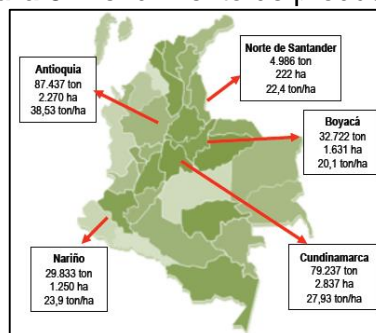 Norte de Santander
4.986 ton
222 ha
22,4 ton/ha
Antioquia
87.437 ton
2.270 ha
38,53 ton/ha
Boyacá
32.722 ton
1.631 ha
20,1 ton/ha
Nariño
29.833 ton
1.250 ha
23,9 ton/ha
Cundinamarca
79.237 ton
2.837 ha
27,93 ton/ha